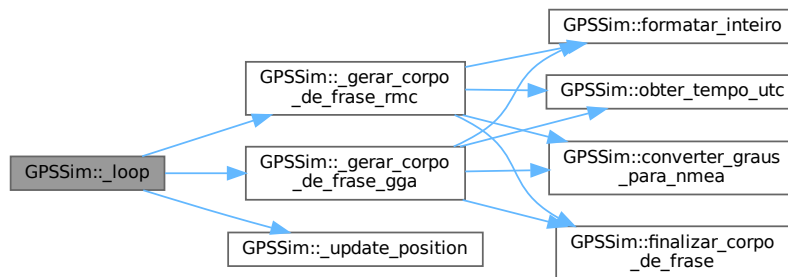 GPSSim::_loop
GPSSim::_gerar_corpo
_de_frase_rmc
GPSSim::_gerar_corpo
_de_frase_gga
GPSSim::_update_position
GPSSim::formatar_inteiro
GPSSim::obter_tempo_utc
GPSSim::converter_graus
_para_nmea
GPSSim::finalizar_corpo
_de_frase